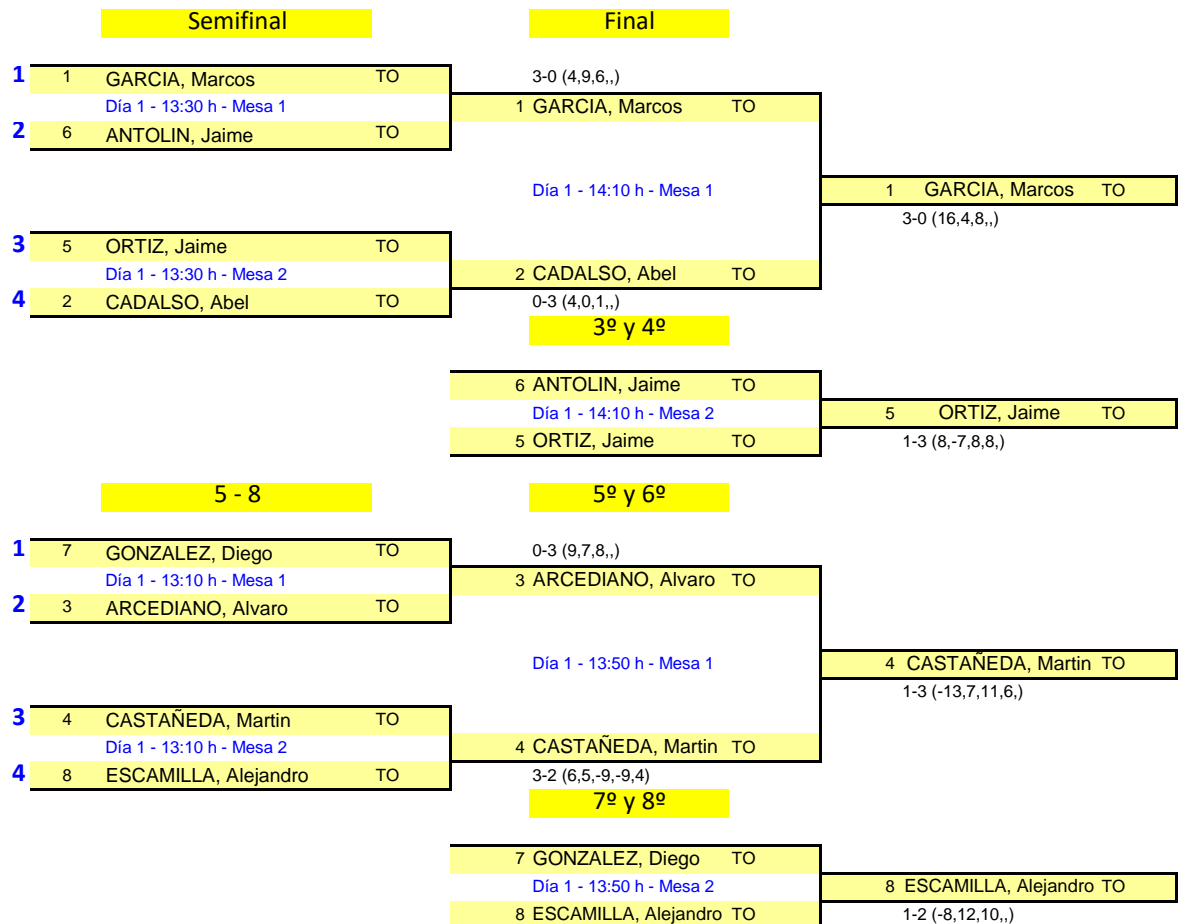 Semifinal Final
1 1 GARCIA, Marcos TO 3-0 (4,9,6,,)
Día 1 - 13:30 h - Mesa 1 1 GARCIA, Marcos TO
2 6 ANTOLIN, Jaime TO
Día 1 - 14:10 h - Mesa 1 1 GARCIA, Marcos TO
3-0 (16,4,8,,)
3 5 ORTIZ, Jaime TO
Día 1 - 13:30 h - Mesa 2 2 CADALSO, Abel TO
4 2 CADALSO, Abel TO 0-3 (4,0,1,,)
3º y 4º
6 ANTOLIN, Jaime TO
Día 1 - 14:10 h - Mesa 2 5 ORTIZ, Jaime TO
5 ORTIZ, Jaime TO 1-3 (8,-7,8,8,)
5 - 8 5º y 6º
1 7 GONZALEZ, Diego TO 0-3 (9,7,8,,)
Día 1 - 13:10 h - Mesa 1 3 ARCEDIANO, Alvaro TO
2 3 ARCEDIANO, Alvaro TO
Día 1 - 13:50 h - Mesa 1 4 CASTAÑEDA, Martin TO
1-3 (-13,7,11,6,)
3 4 CASTAÑEDA, Martin TO
Día 1 - 13:10 h - Mesa 2 4 CASTAÑEDA, Martin TO
4 8 ESCAMILLA, Alejandro TO 3-2 (6,5,-9,-9,4)
7º y 8º
7 GONZALEZ, Diego TO
Día 1 - 13:50 h - Mesa 2 8 ESCAMILLA, Alejandro TO
8 ESCAMILLA, Alejandro TO 1-2 (-8,12,10,,)